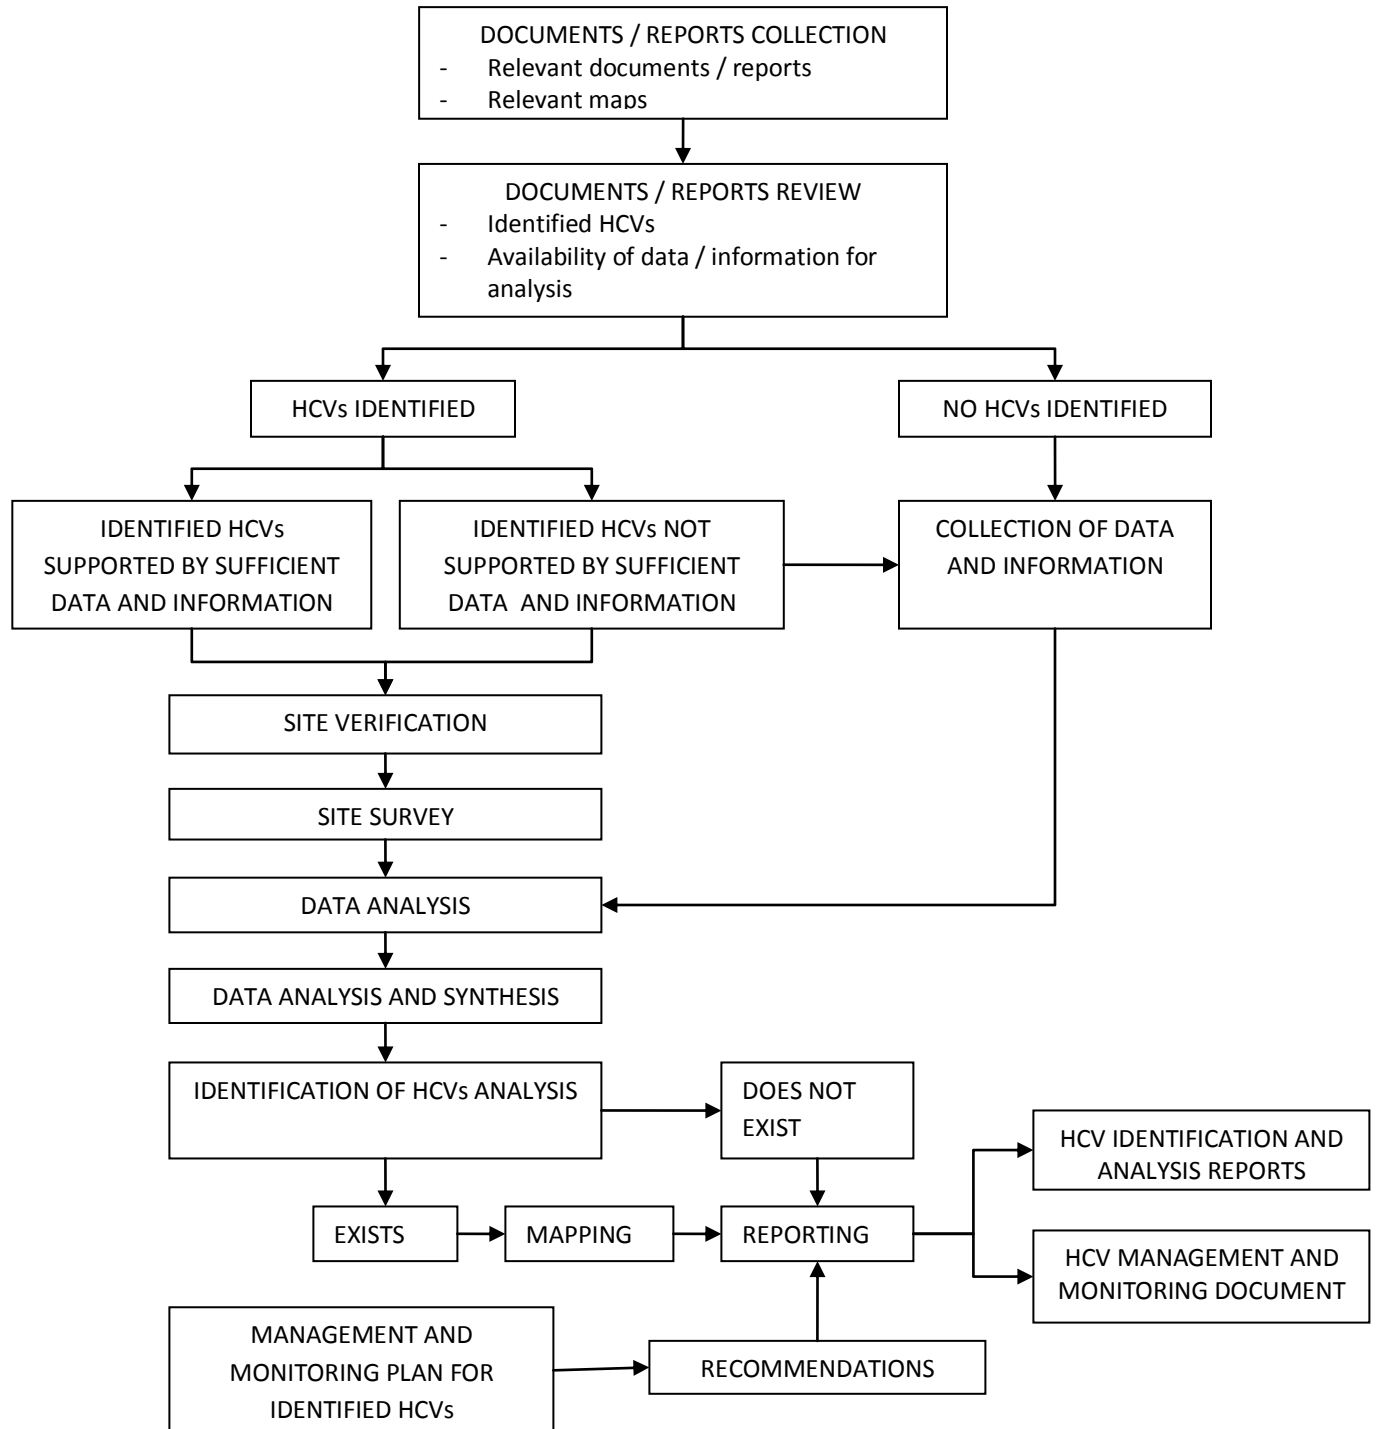 DOCUMENTS / REPORTS COLLECTION
- Relevant documents / reports
- Relevant maps
DOCUMENTS / REPORTS REVIEW
- Identified HCVs
- Availability of data / information for
analysis
HCVs IDENTIFIED
NO HCVs IDENTIFIED
IDENTIFIED HCVs
SUPPORTED BY SUFFICIENT
DATA AND INFORMATION
IDENTIFIED HCVs NOT
SUPPORTED BY SUFFICIENT
DATA AND INFORMATION
COLLECTION OF DATA
AND INFORMATION
SITE VERIFICATION
SITE SURVEY
DATA ANALYSIS
DATA ANALYSIS AND SYNTHESIS
IDENTIFICATION OF HCVs ANALYSIS
DOES NOT
EXIST
HCV IDENTIFICATION AND
ANALYSIS REPORTS
EXISTS
MAPPING
REPORTING
HCV MANAGEMENT AND
MONITORING DOCUMENT
MANAGEMENT AND
MONITORING PLAN FOR
IDENTIFIED HCVs
RECOMMENDATIONS